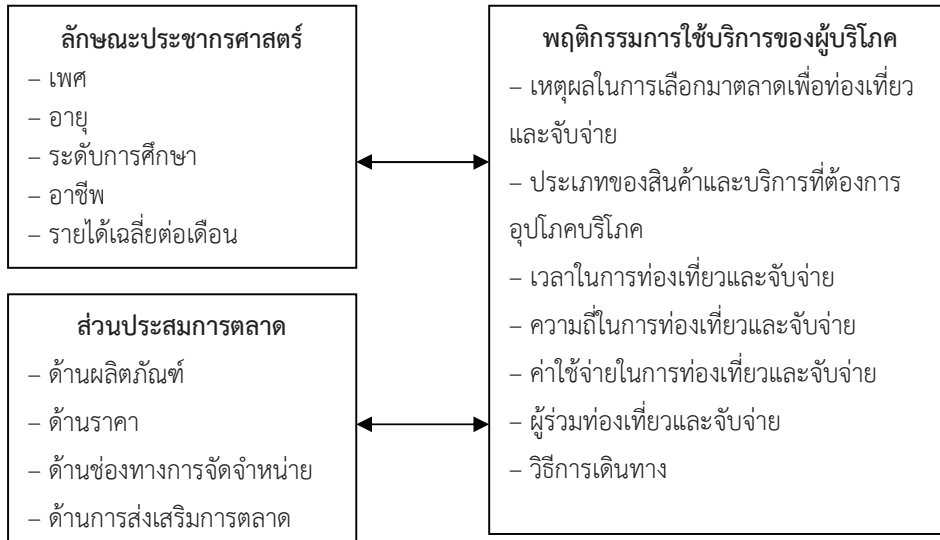 ลักษณะประชากรศาสตร์
– เพศ
– อายุ
– ระดับการศึกษา
– อาชีพ
– รายได้เฉลี่ยต่อเดือน
ส่วนประสมการตลาด
– ด้านผลิตภัณฑ์
– ด้านราคา
– ด้านช่องทางการจัดจำหน่าย
– ด้านการส่งเสริมการตลาด
พฤติกรรมการใช้บริการของผู้บริโภค
– เหตุผลในการเลือกมาตลาดเพื่อท่องเที่ยว
และจับจ่าย
– ประเภทของสินค้าและบริการที่ต้องการ
อุปโภคบริโภค
– เวลาในการท่องเที่ยวและจับจ่าย
– ความถี่ในการท่องเที่ยวและจับจ่าย
– ค่าใช้จ่ายในการท่องเที่ยวและจับจ่าย
– ผู้ร่วมท่องเที่ยวและจับจ่าย
– วิธีการเดินทาง